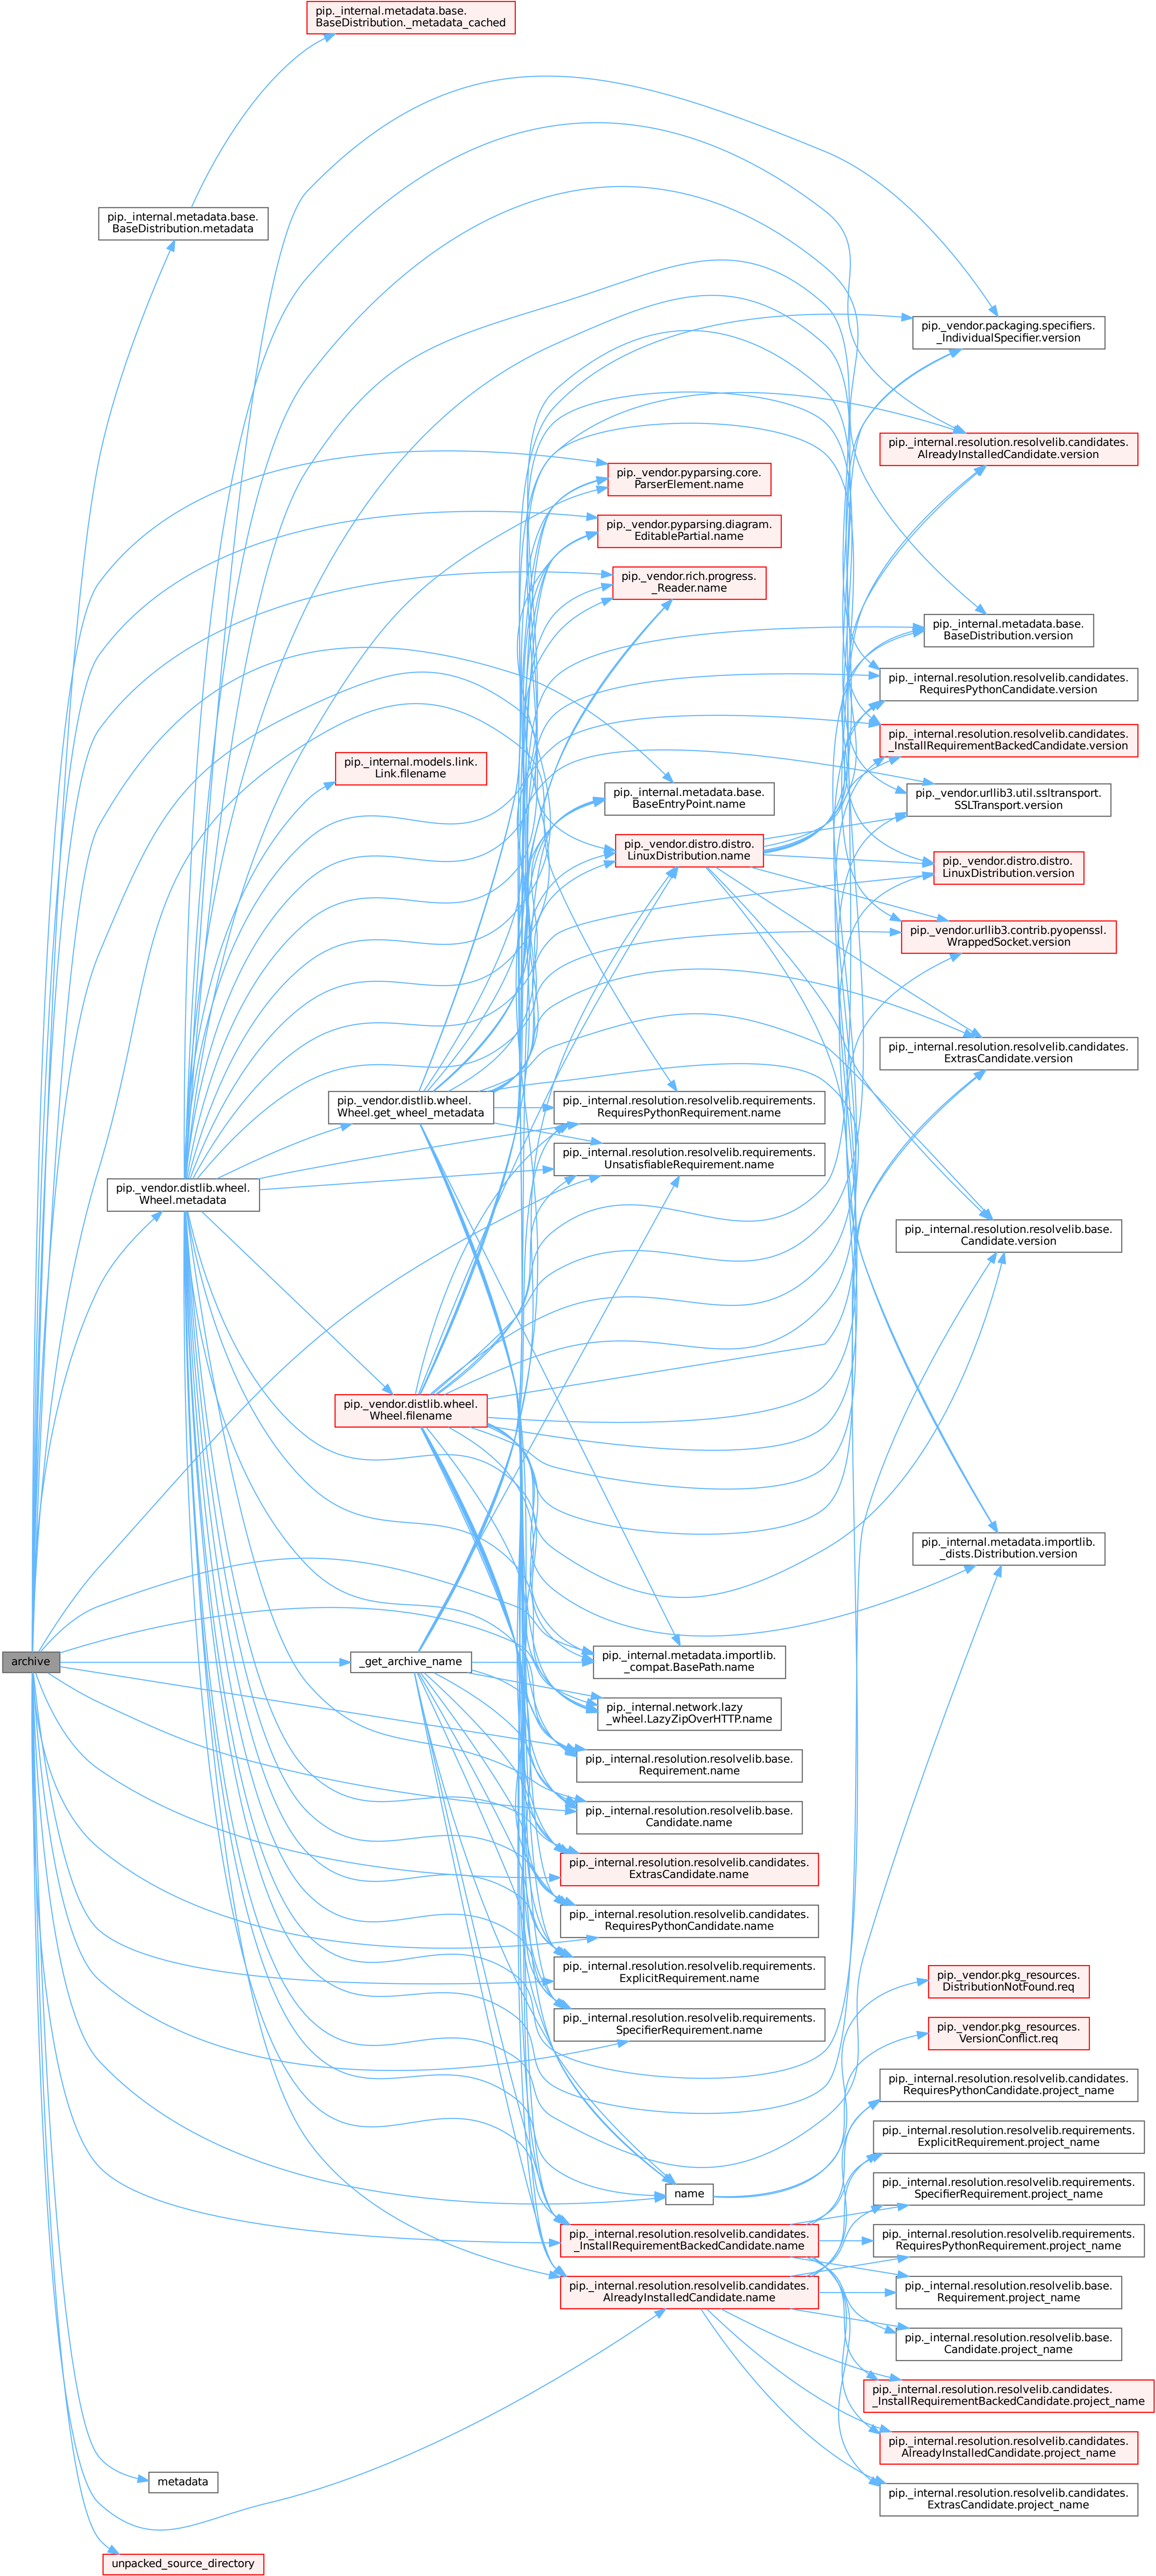 pip._internal.metadata.base.
BaseDistribution._metadata_cached
pip._internal.metadata.base.
BaseDistribution.metadata
pip._vendor.packaging.specifiers.
_IndividualSpecifier.version
pip._internal.resolution.resolvelib.candidates.
AlreadyInstalledCandidate.version
pip._vendor.pyparsing.core.
ParserElement.name
pip._vendor.pyparsing.diagram.
EditablePartial.name
pip._vendor.rich.progress.
_Reader.name
pip._internal.metadata.base.
BaseDistribution.version
pip._internal.resolution.resolvelib.candidates.
RequiresPythonCandidate.version
pip._internal.resolution.resolvelib.candidates.
_InstallRequirementBackedCandidate.version
pip._internal.models.link.
Link.filename
pip._internal.metadata.base.
BaseEntryPoint.name
pip._vendor.urllib3.util.ssltransport.
SSLTransport.version
pip._vendor.distro.distro.
LinuxDistribution.name
pip._vendor.distro.distro.
LinuxDistribution.version
pip._vendor.urllib3.contrib.pyopenssl.
WrappedSocket.version
pip._internal.resolution.resolvelib.candidates.
ExtrasCandidate.version
pip._vendor.distlib.wheel.
Wheel.get_wheel_metadata
pip._internal.resolution.resolvelib.requirements.
RequiresPythonRequirement.name
pip._internal.resolution.resolvelib.requirements.
UnsatisfiableRequirement.name
pip._vendor.distlib.wheel.
Wheel.metadata
pip._internal.resolution.resolvelib.base.
Candidate.version
pip._vendor.distlib.wheel.
Wheel.filename
pip._internal.metadata.importlib.
_dists.Distribution.version
archive
_get_archive_name
pip._internal.metadata.importlib.
_compat.BasePath.name
pip._internal.network.lazy
_wheel.LazyZipOverHTTP.name
pip._internal.resolution.resolvelib.base.
Requirement.name
pip._internal.resolution.resolvelib.base.
Candidate.name
pip._internal.resolution.resolvelib.candidates.
ExtrasCandidate.name
pip._internal.resolution.resolvelib.candidates.
RequiresPythonCandidate.name
pip._internal.resolution.resolvelib.requirements.
ExplicitRequirement.name
pip._internal.resolution.resolvelib.requirements.
SpecifierRequirement.name
pip._vendor.pkg_resources.
DistributionNotFound.req
pip._vendor.pkg_resources.
VersionConflict.req
pip._internal.resolution.resolvelib.candidates.
RequiresPythonCandidate.project_name
pip._internal.resolution.resolvelib.requirements.
ExplicitRequirement.project_name
name
pip._internal.resolution.resolvelib.requirements.
SpecifierRequirement.project_name
pip._internal.resolution.resolvelib.candidates.
_InstallRequirementBackedCandidate.name
pip._internal.resolution.resolvelib.requirements.
RequiresPythonRequirement.project_name
pip._internal.resolution.resolvelib.candidates.
AlreadyInstalledCandidate.name
pip._internal.resolution.resolvelib.base.
Requirement.project_name
pip._internal.resolution.resolvelib.base.
Candidate.project_name
pip._internal.resolution.resolvelib.candidates.
_InstallRequirementBackedCandidate.project_name
pip._internal.resolution.resolvelib.candidates.
AlreadyInstalledCandidate.project_name
metadata
pip._internal.resolution.resolvelib.candidates.
ExtrasCandidate.project_name
unpacked_source_directory